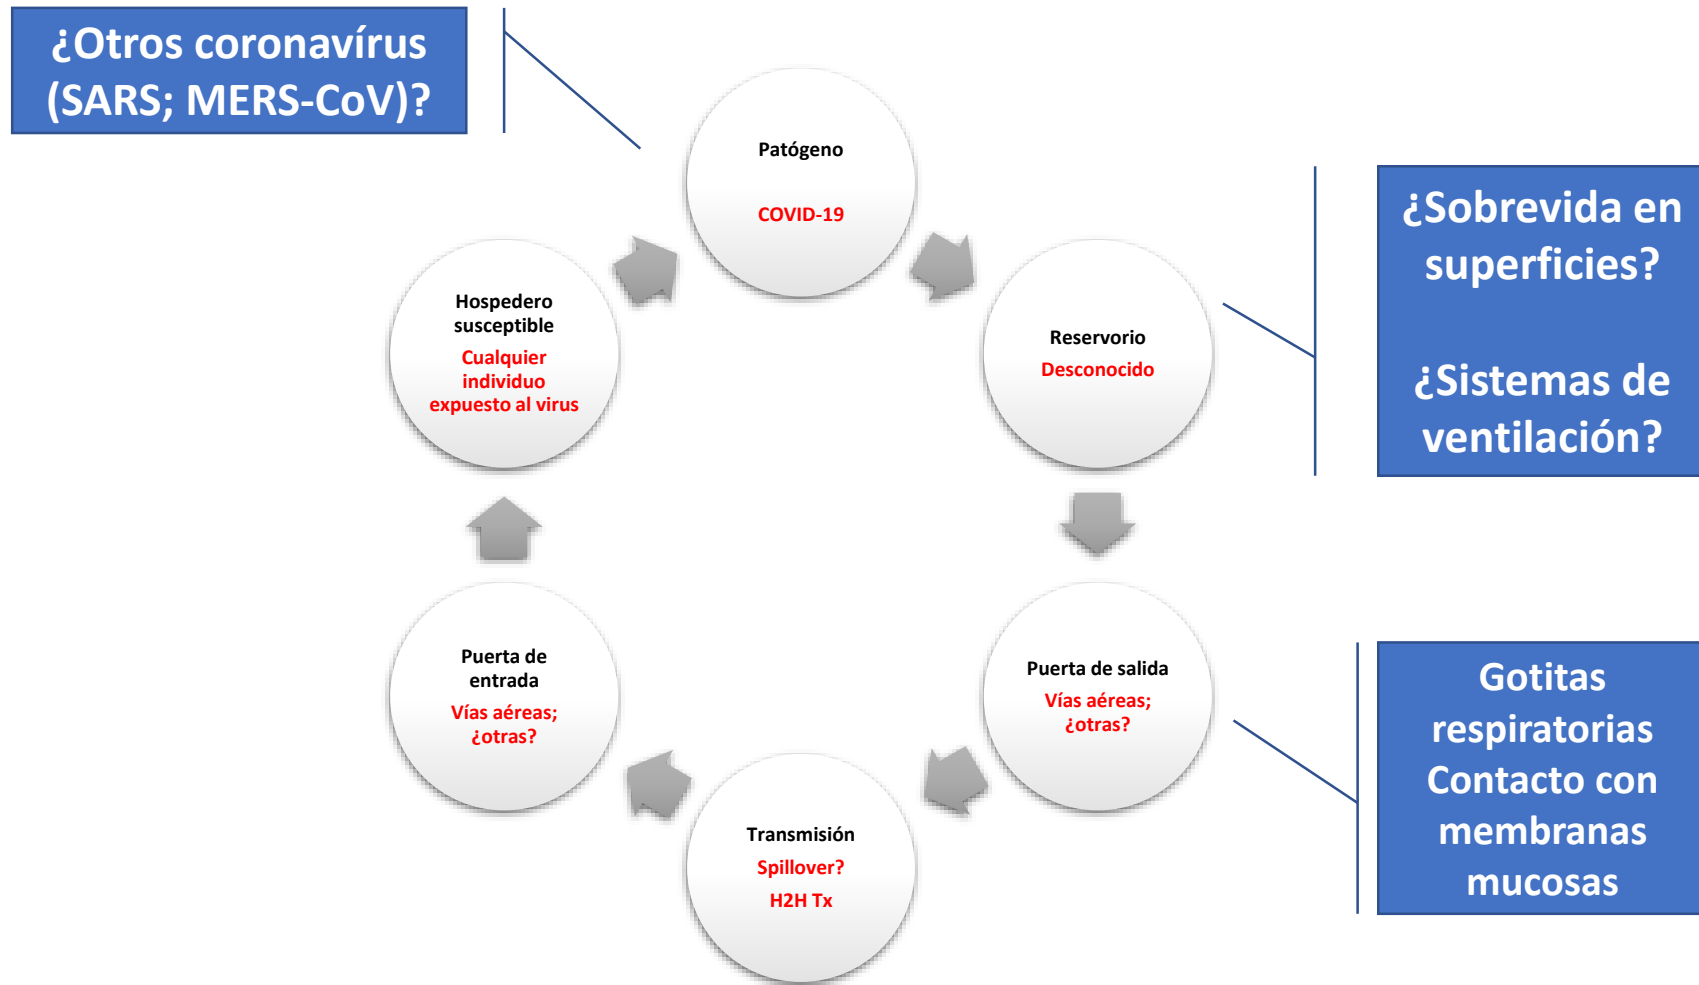 ¿Otros coronavírus
(SARS; MERS-CoV)?
Patógeno
COVID-19
¿Sobrevida en
superficies?
¿Sistemas de
ventilación?
Reservorio
Desconocido
Puerta de salida
Vías aéreas;
¿otras?
Gotitas
respiratorias
Contacto con
membranas
mucosas
Transmisión
Spillover?
H2H Tx
Puerta de
entrada
Vías aéreas;
¿otras?
Hospedero
susceptible
Cualquier
individuo
expuesto al virus